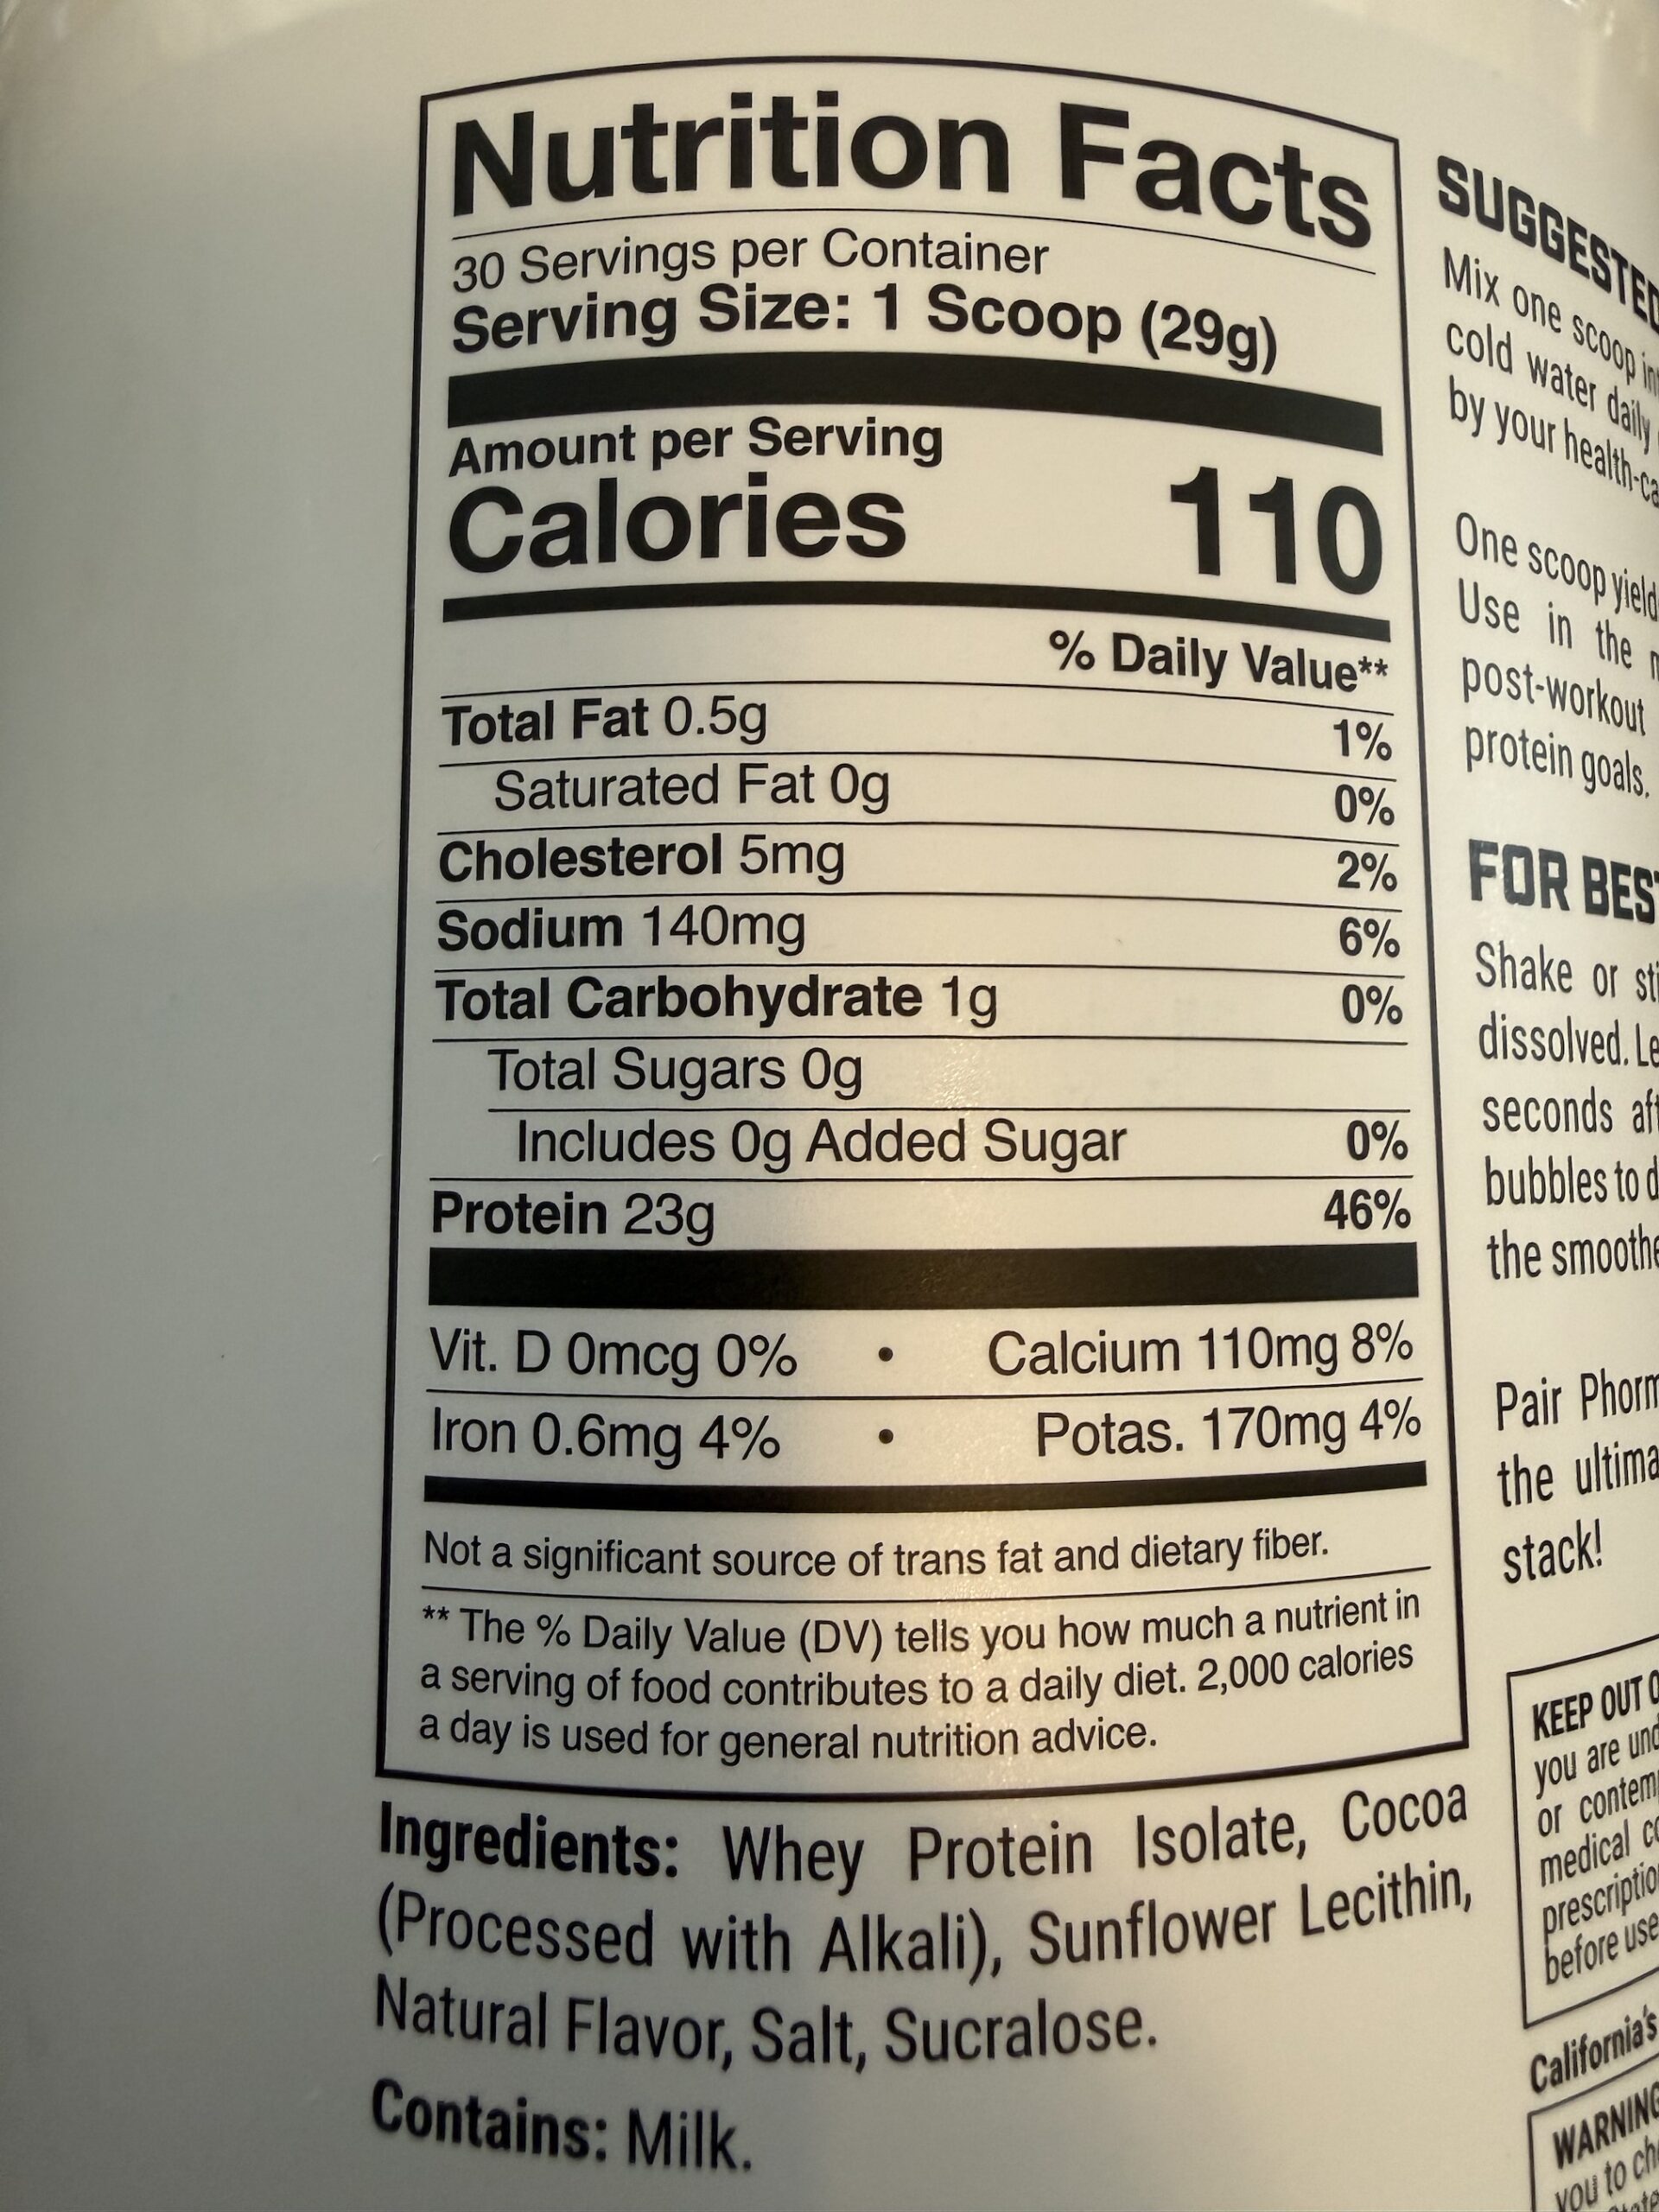 Nutrition Facts
30 Servings per Container
Serving Size: 1 Scoop (29g)
Amount per Serving
Calories 110
% Daily Value**
Total Fat 0.5g 1%
Saturated Fat 0g 0%
Cholesterol 5mg 2%
Sodium 140mg 6%
Total Carbohydrate 1g 0%
Total Sugars 0g
Includes 0g Added Sugar 0%
Protein 23g 46%
Vit. D 0mcg 0% • Calcium 110mg 8%
Iron 0.6mg 4% • Potas. 170mg 4%
Not a significant source of trans fat and dietary fiber.
** The % Daily Value (DV) tells you how much a nutrient in
a serving of food contributes to a daily diet. 2,000 calories
a day is used for general nutrition advice.
Ingredients: Whey Protein Isolate, Cocoa
(Processed with Alkali), Sunflower Lecithin,
Natural Flavor, Salt, Sucralose.
Contains: Milk.
SUGGESTED
Mix one scoop
cold water daily
by your
One scoop
Use in the
post-workout
protein goals.
FOR
Shake or
dissolved.
seconds
bubbles to
the
Pair
the
stack!
KEEP OUT
you are
or
medical
before use
California's
WARNING
you to